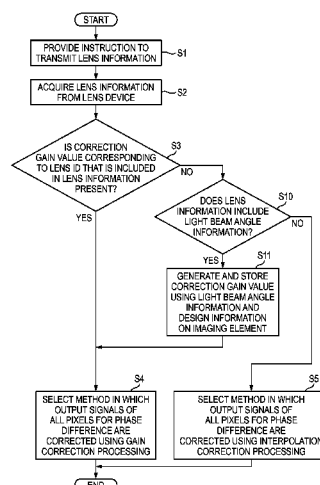 START
PROVIDE INSTRUCTION TO
TRANSMIT LENS INFORMATION
S1
ACQUIRE LENS INFORMATION
FROM LENS DEVICE
S2
IS CORRECTION
GAIN VALUE CORRESPONDING
TO LENS ID THAT IS INCLUDED
IN LENS INFORMATION
PRESENT?
S3
NO
YES
DOES LENS
INFORMATION INCLUDE
LIGHT BEAM ANGLE
INFORMATION?
S10
NO
YES
S11
GENERATE AND STORE
CORRECTION GAIN VALUE
USING LIGHT BEAM ANGLE
INFORMATION AND
DESIGN INFORMATION
ON IMAGING ELEMENT
S4
SELECT METHOD IN WHICH
OUTPUT SIGNALS OF
ALL PIXELS FOR PHASE
DIFFERENCE ARE
CORRECTED USING GAIN
CORRECTION PROCESSING
S5
SELECT METHOD IN WHICH
OUTPUT SIGNALS OF
ALL PIXELS FOR PHASE
DIFFERENCE ARE
CORRECTED USING INTERPOLATION
CORRECTION PROCESSING
END